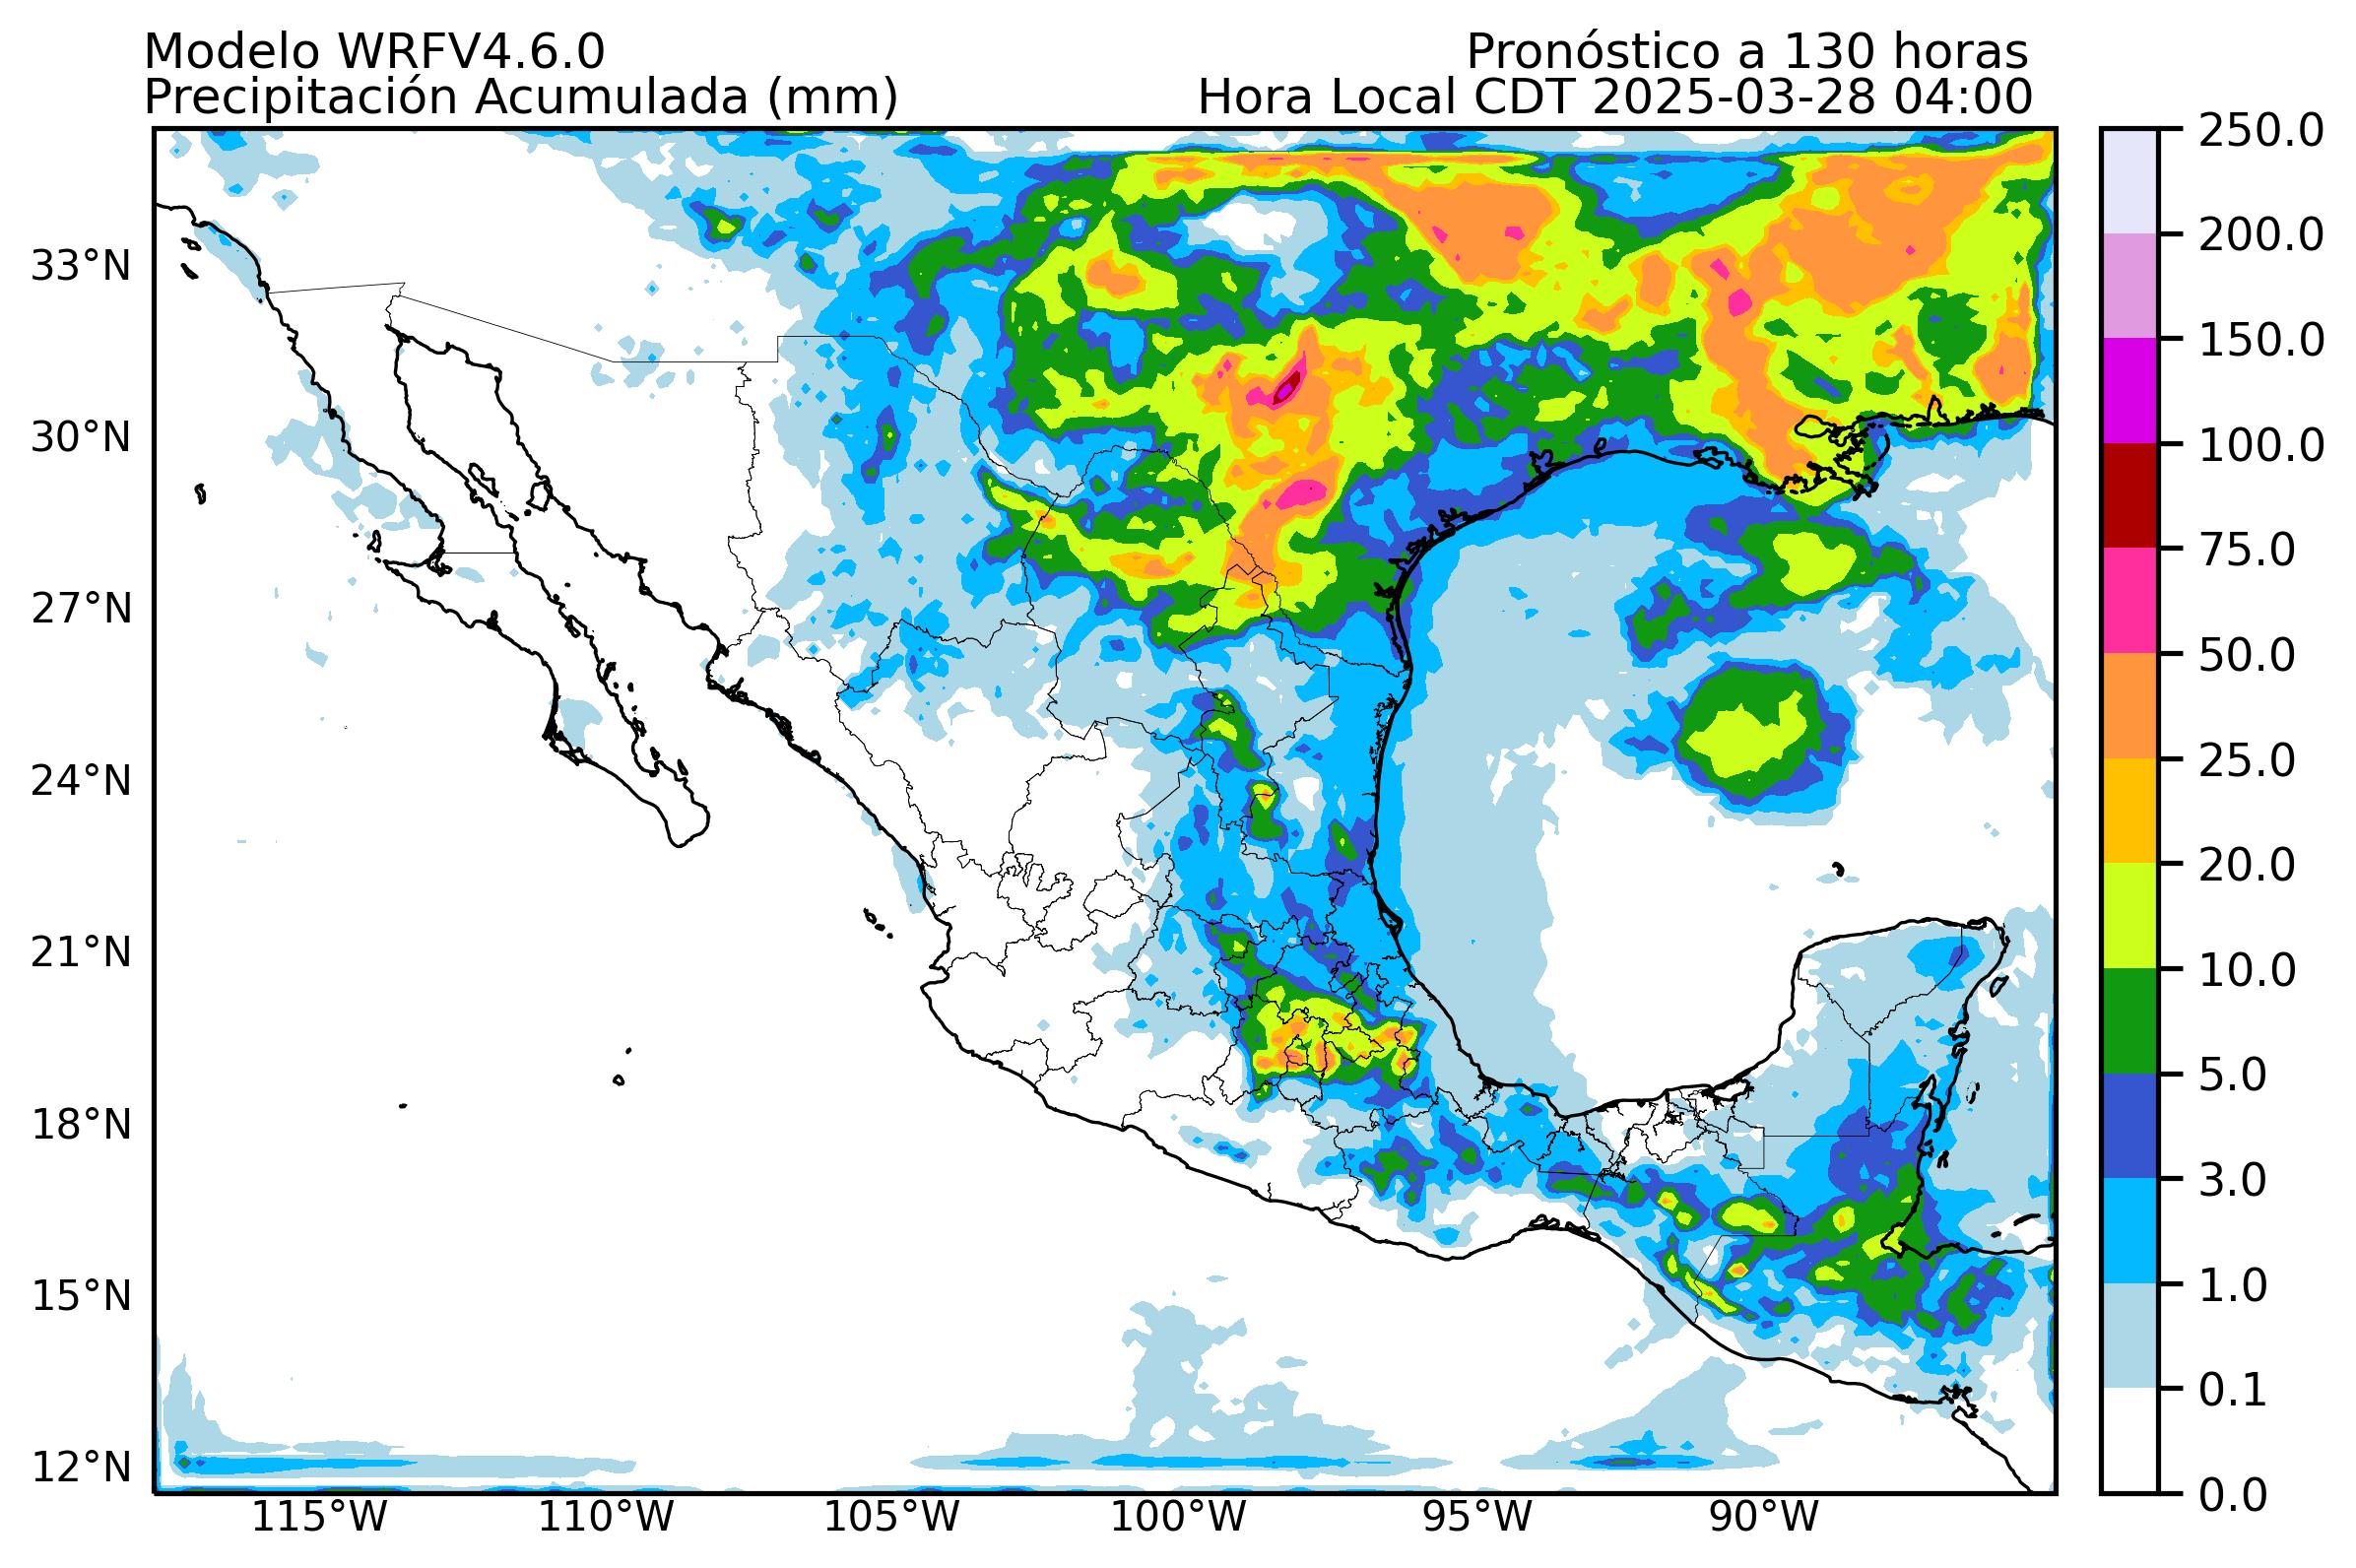 Modelo WRFV4.6.0
Pronóstico a 130 horas
Precipitación Acumulada (mm)
Hora Local CDT 2025-03-28 04:00
33°N
30°N
27°N
24°N
21°N
18°N
15°N
12°N
115°W
110°W
105°W
100°W
95°W
90°W
250.0
200.0
150.0
100.0
75.0
50.0
25.0
20.0
10.0
5.0
3.0
1.0
0.1
0.0